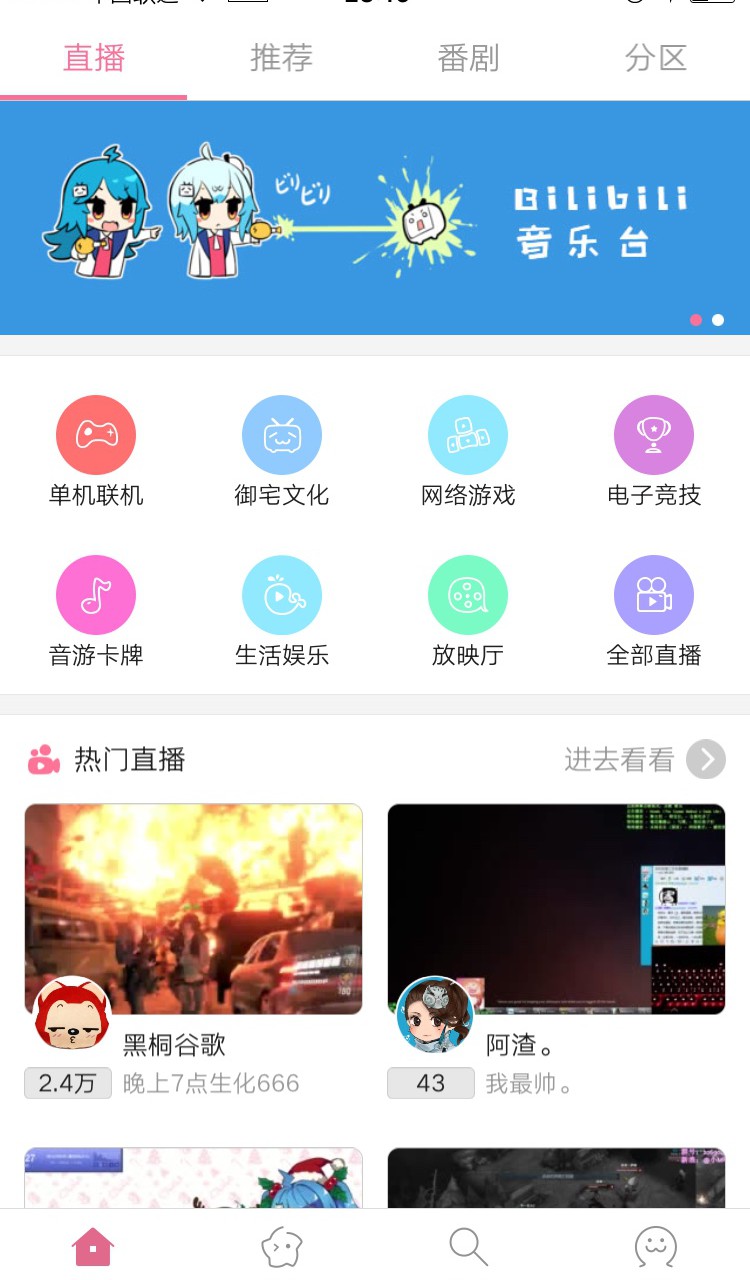 直播 推荐 番剧 分区
ビリビリ
Bilibili
音乐台
单机联机 御宅文化 网络游戏 电子竞技
音游卡牌 生活娱乐 放映厅 全部直播
热门直播 进去看看
黑桐谷歌 阿渣。
2.4万 晚上7点生化666 43 我最帅。